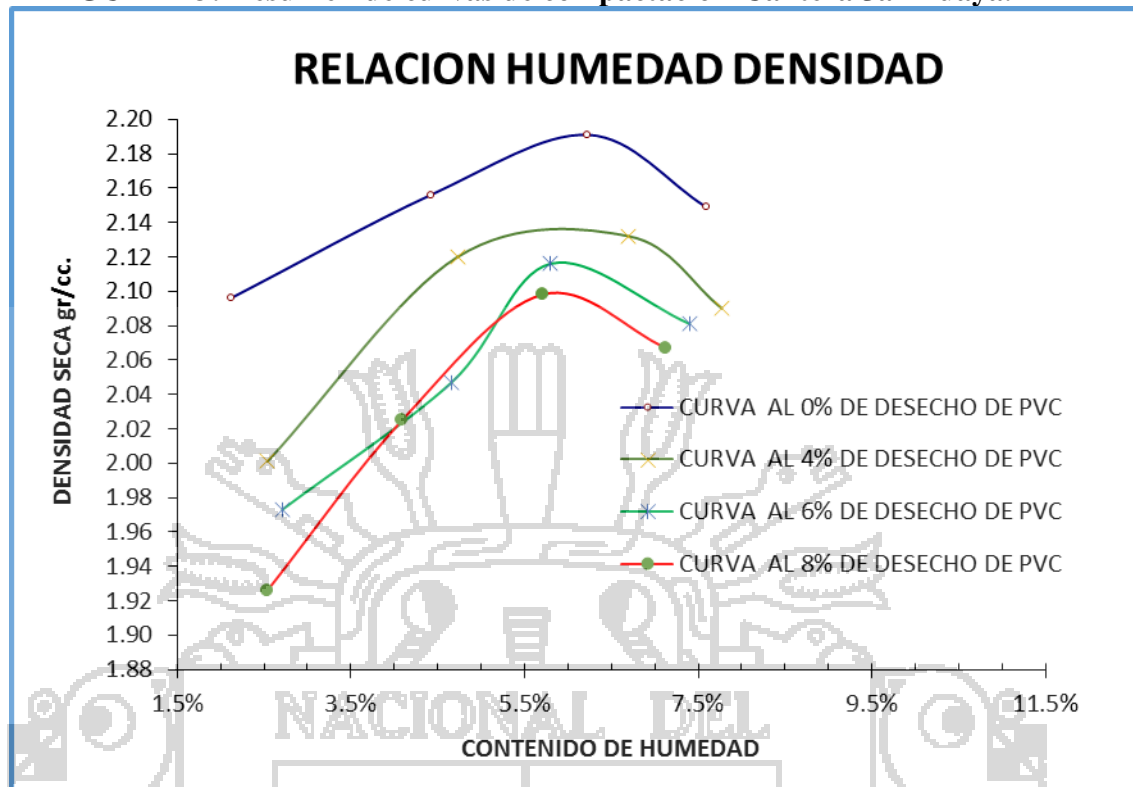 RELACION HUMEDAD DENSIDAD
2.20
2.18
2.16
2.14
2.12
2.10
2.08
2.06
2.04
2.02
2.00
1.98
1.96
1.94
1.92
1.90
1.88
DENSIDAD SECA gr/cc.
CURVA AL 0% DE DESECHO DE PVC
CURVA AL 4% DE DESECHO DE PVC
CURVA AL 6% DE DESECHO DE PVC
CURVA AL 8% DE DESECHO DE PVC
1.5% 3.5% 5.5% 7.5% 9.5% 11.5%
NACIONAL DEL
CONTENIDO DE HUMEDAD